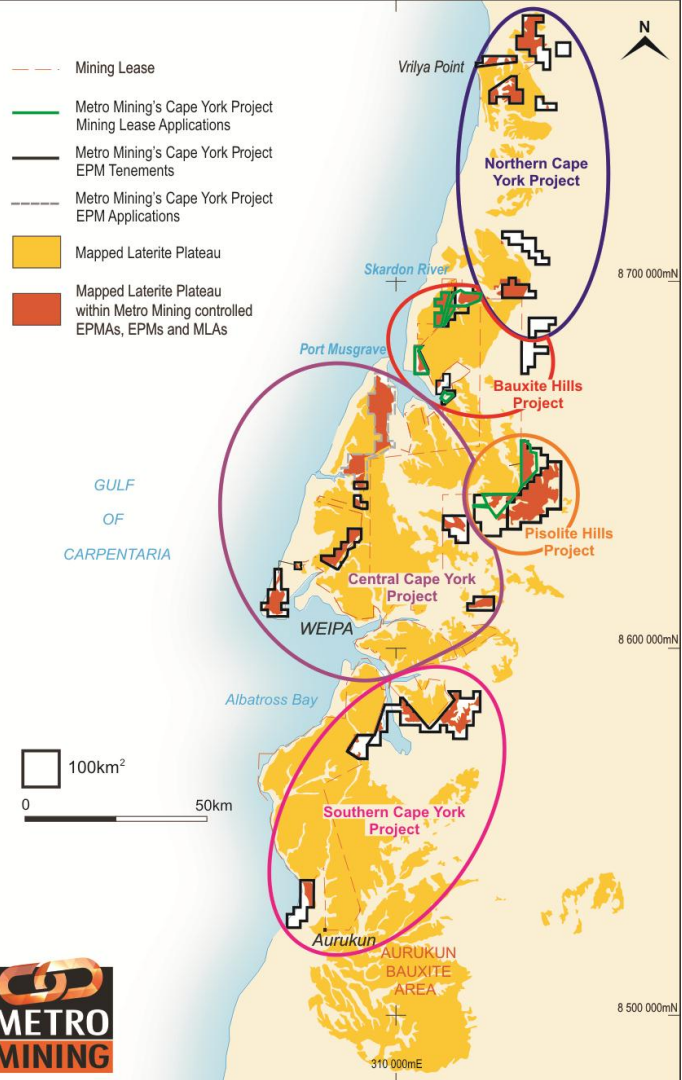 Mining Lease
Metro Mining's Cape York Project
Mining Lease Applications
Metro Mining's Cape York Project
EPM Tenements
Metro Mining's Cape York Project
EPM Applications
Mapped Laterite Plateau
Mapped Laterite Plateau
within Metro Mining controlled
EPMAs, EPMs and MLAs
N
Vrilya Point
Northern Cape
York Project
Skardon River
8 700 000mN
Port Musgrave
Bauxite Hills
Project
GULF
OF
CARPENTARIA
Pisolite Hills
Project
Central Cape York
Project
WEIPA
8 600 000mN
Albatross Bay
100km²
0 50km
Southern Cape York
Project
Aurukun
AURUKUN
BAUXITE
AREA
METRO
MINING
8 500 000mN
310 000mE